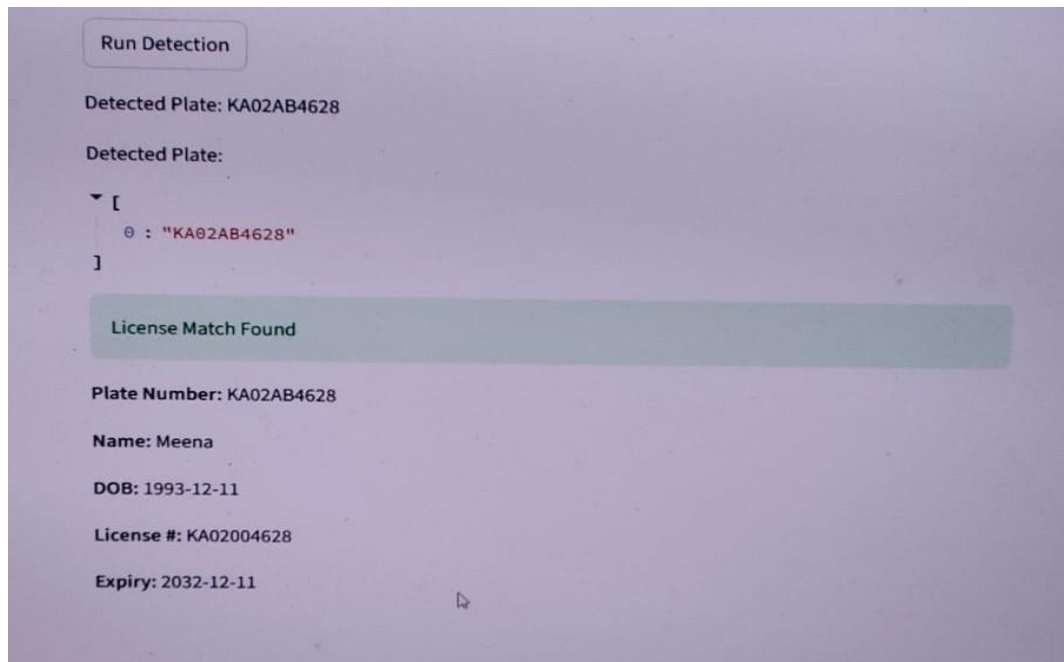 Run Detection
Detected Plate: KA02AB4628
Detected Plate:
[
0 : "KA02AB4628"
]
License Match Found
Plate Number: KA02AB4628
Name: Meena
DOB: 1993-12-11
License #: KA02004628
Expiry: 2032-12-11